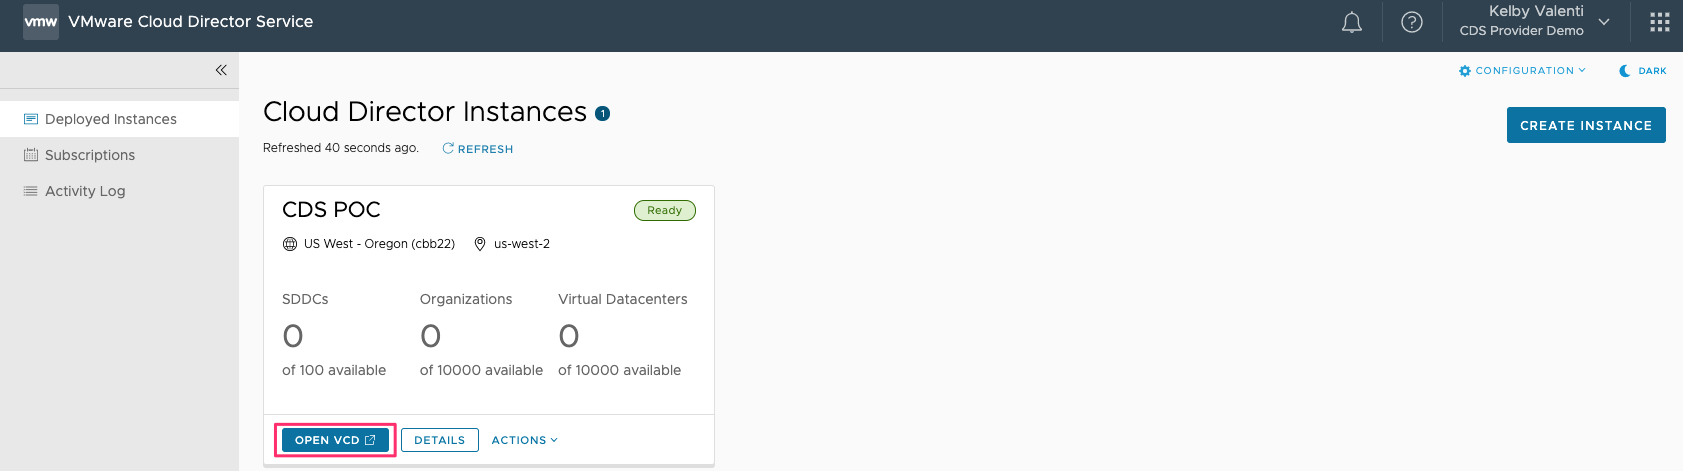 vmw VMware Cloud Director Service
Kelby Valenti
CDS Provider Demo
CONFIGURATION
DARK
Deployed Instances
Subscriptions
Activity Log
Cloud Director Instances 1
CREATE INSTANCE
Refreshed 40 seconds ago. REFRESH
CDS POC
Ready
US West - Oregon (cbb22) us-west-2
SDDCs Organizations Virtual Datacenters
0 0 0
of 100 available of 10000 available of 10000 available
OPEN VCD DETAILS ACTIONS